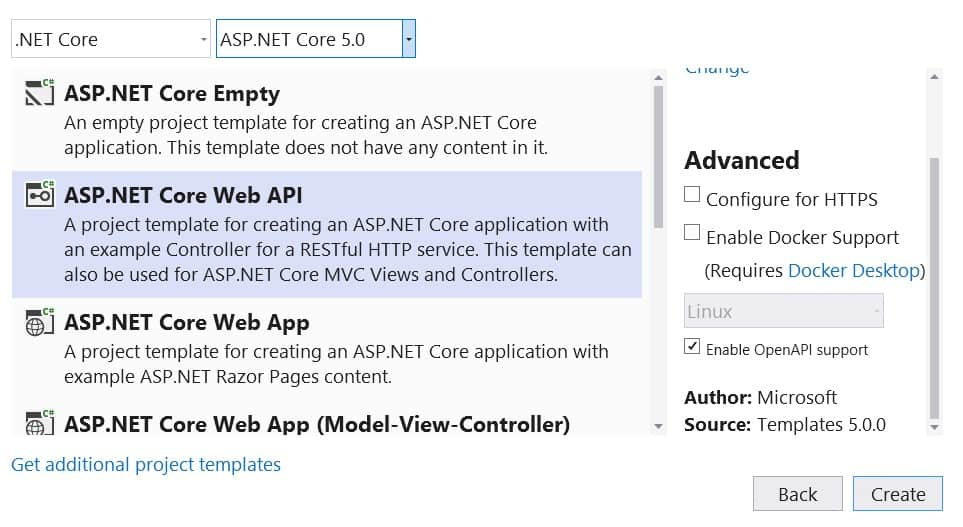 .NET Core
ASP.NET Core 5.0
C#
ASP.NET Core Empty
An empty project template for creating an ASP.NET Core
application. This template does not have any content in it.
C#
ASP.NET Core Web API
A project template for creating an ASP.NET Core application with
an example Controller for a RESTful HTTP service. This template can
also be used for ASP.NET Core MVC Views and Controllers.
C#
ASP.NET Core Web App
A project template for creating an ASP.NET Core application with
example ASP.NET Razor Pages content.
C#
ASP.NET Core Web App (Model-View-Controller)
Get additional project templates
Change
Advanced
Configure for HTTPS
Enable Docker Support
(Requires Docker Desktop)
Linux
Enable OpenAPI support
Author: Microsoft
Source: Templates 5.0.0
Back
Create